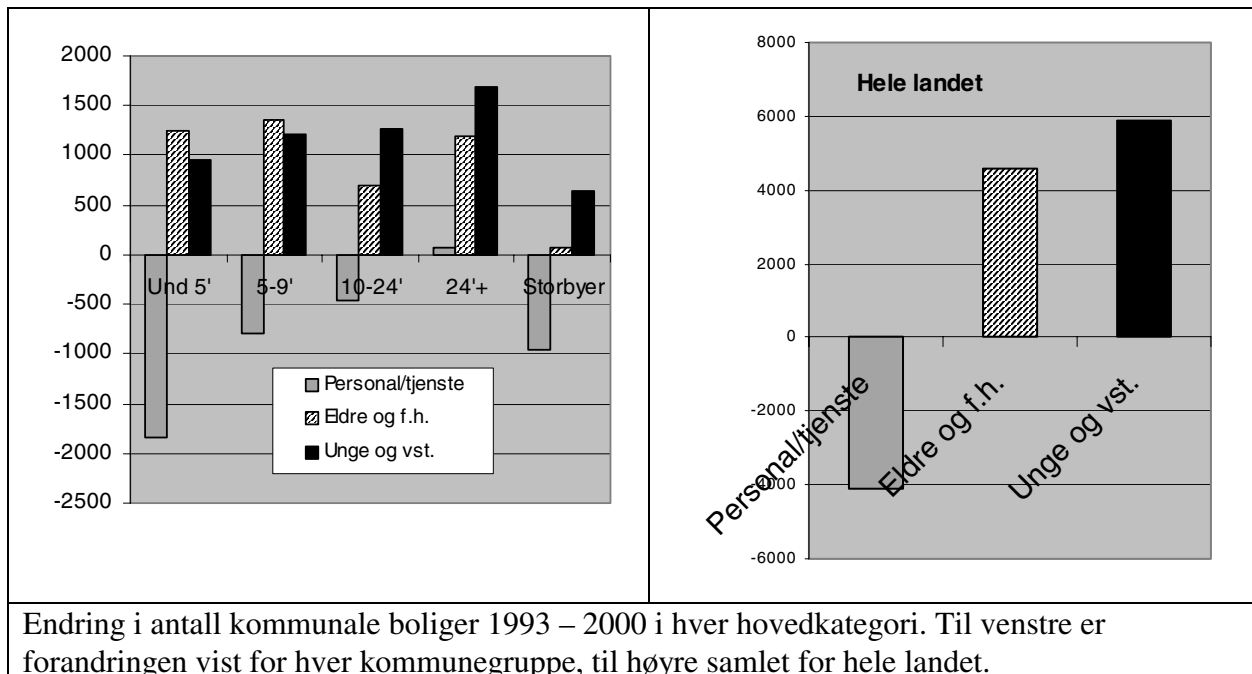 2000
1500
1000
500
0
-500
-1000
-1500
-2000
-2500
Und 5' 5-9' 10-24' 24'+ Storbyer
Personal/tjenste
Eldre og f.h.
Unge og vst.
8000
6000
4000
2000
0
-2000
-4000
-6000
Hele landet
Personal/tjenste
Eldre og f.h.
Unge og vst.
Endring i antall kommunale boliger 1993 – 2000 i hver hovedkategori. Til venstre er
forandringen vist for hver kommunegruppe, til høyre samlet for hele landet.